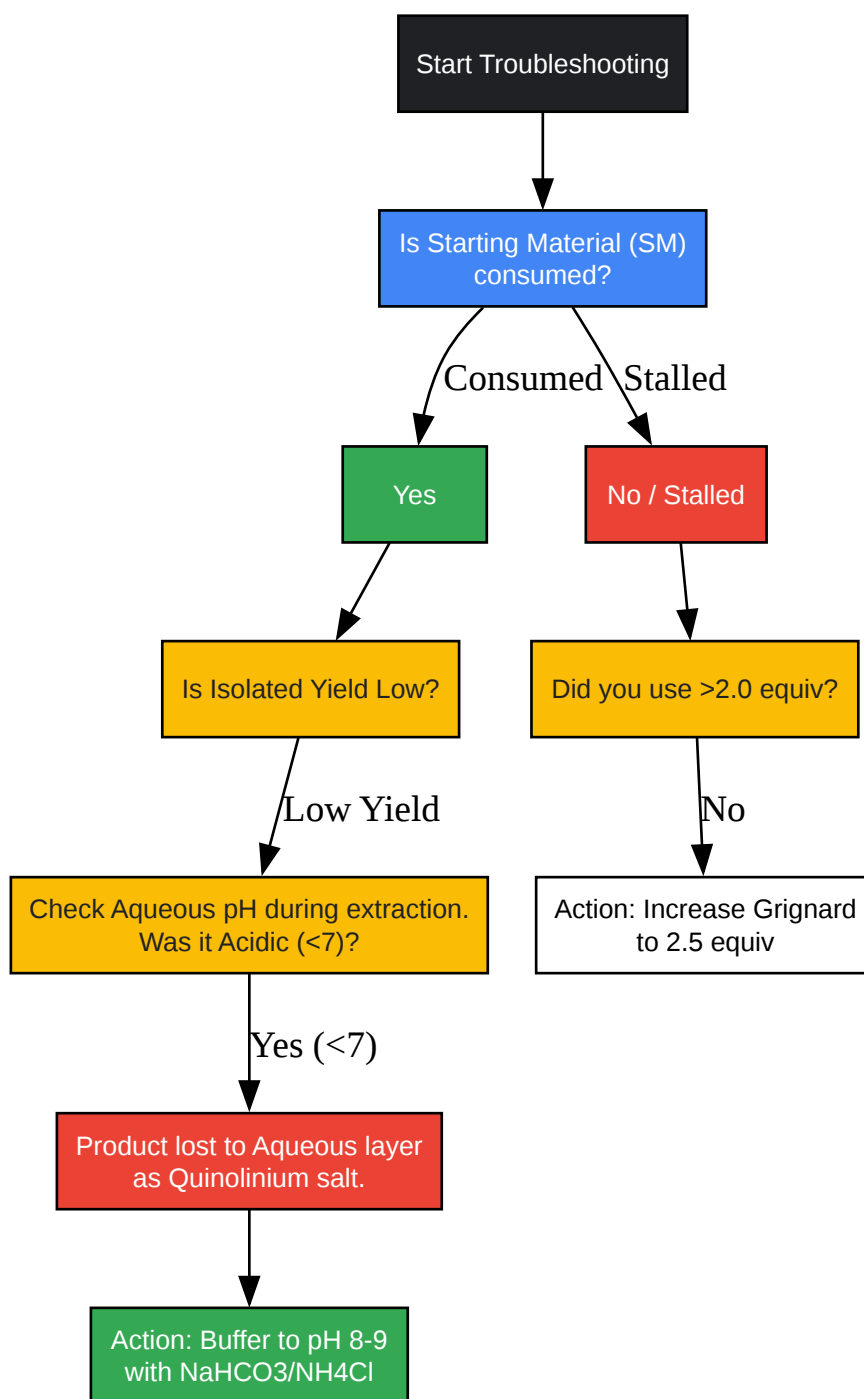 Start Troubleshooting
Is Starting Material (SM)
consumed?
Consumed
Stalled
Yes
No / Stalled
Is Isolated Yield Low?
Did you use >2.0 equiv?
Low Yield
No
Check Aqueous pH during extraction.
Was it Acidic (<7)?
Action: Increase Grignard
to 2.5 equiv
Yes (<7)
Product lost to Aqueous layer
as Quinolinium salt.
Action: Buffer to pH 8-9
with NaHCO3/NH4Cl